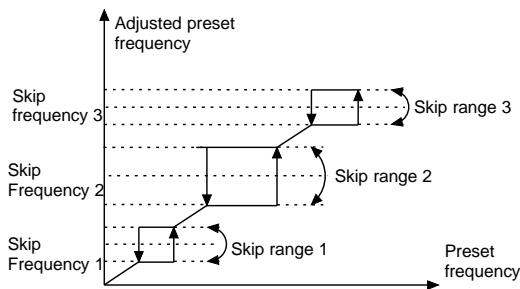 Adjusted preset
frequency
Skip
frequency 3
Skip range 3
Skip
Frequency 2
Skip range 2
Skip
Frequency 1
Skip range 1
Preset
frequency